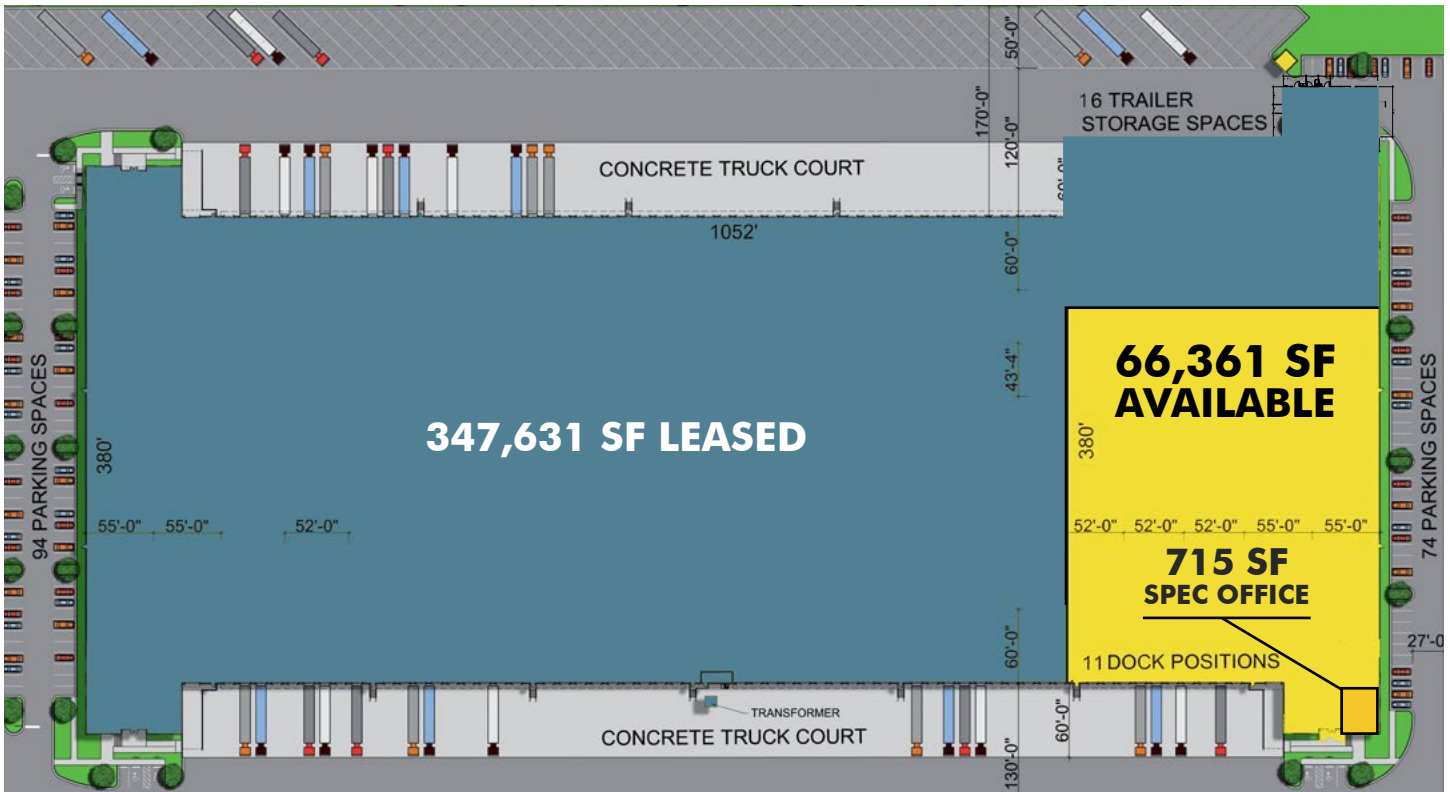 50'-0"
170'-0"
120'-0"
16 TRAILER
STORAGE SPACES
CONCRETE TRUCK COURT
1052'
60'-0"
43'-4"
66,361 SF
AVAILABLE
94 PARKING SPACES
380'
347,631 SF LEASED
380'
74 PARKING SPACES
55'-0"
55'-0"
52'-0"
52'-0"
52'-0"
52'-0"
55'-0"
55'-0"
715 SF
SPEC OFFICE
60'-0"
11 DOCK POSITIONS
27'-0
TRANSFORMER
CONCRETE TRUCK COURT
60'-0"
130'-0"